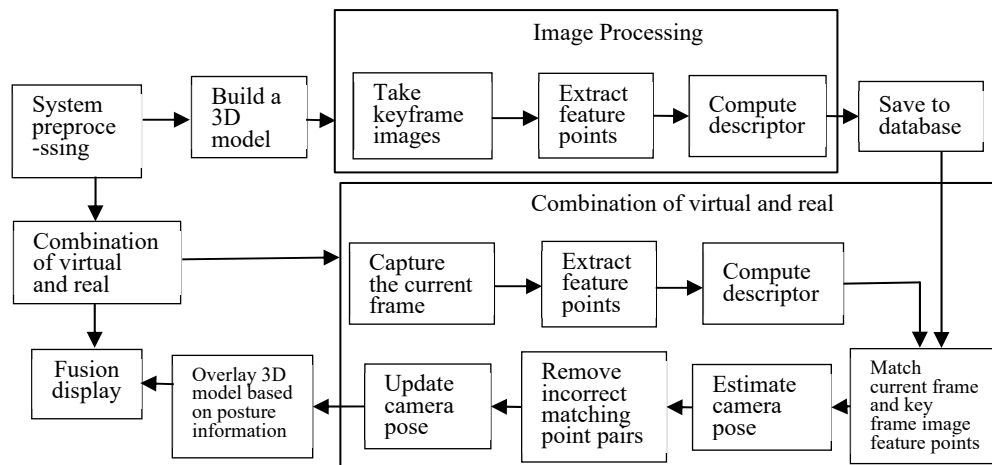 Image Processing
System
preproce
-ssing
Build a
3D
model
Take
keyframe
images
Extract
feature
points
Compute
descriptor
Save to
database
Combination of virtual and real
Combination
of virtual
and real
Capture
the current
frame
Extract
feature
points
Compute
descriptor
Fusion
display
Overlay 3D
model based
on posture
information
Update
camera
pose
Remove
incorrect
matching
point pairs
Estimate
camera
pose
Match
current frame
and key
frame image
feature points